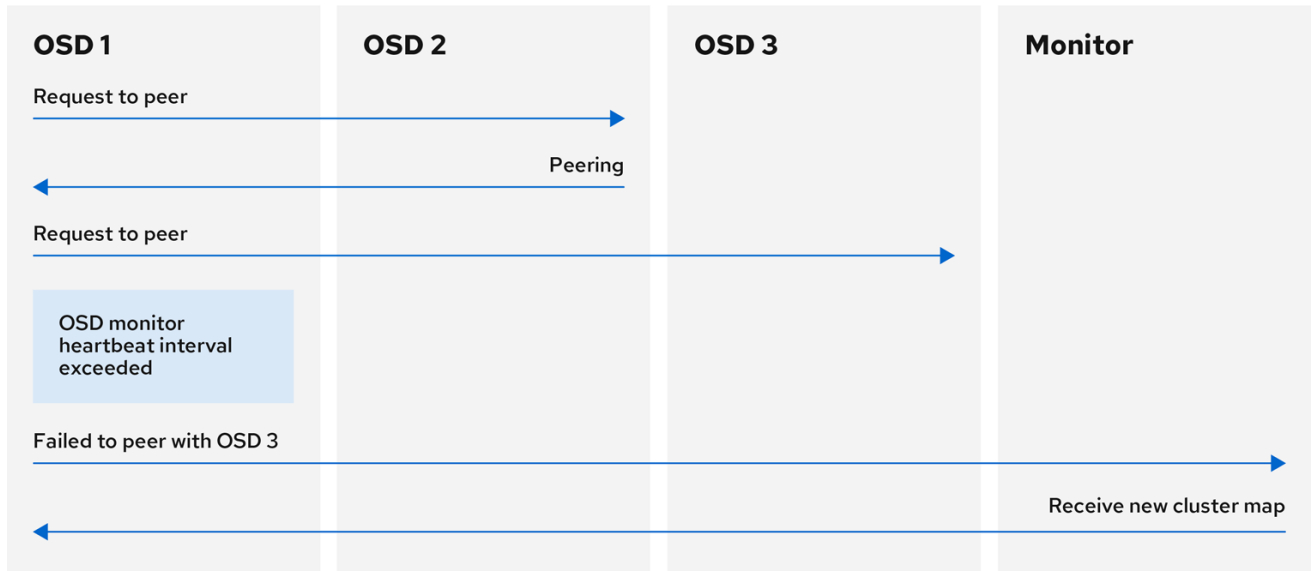 OSD 1
OSD 2
OSD 3
Monitor
Request to peer
Peering
Request to peer
OSD monitor
heartbeat interval
exceeded
Failed to peer with OSD 3
Receive new cluster map